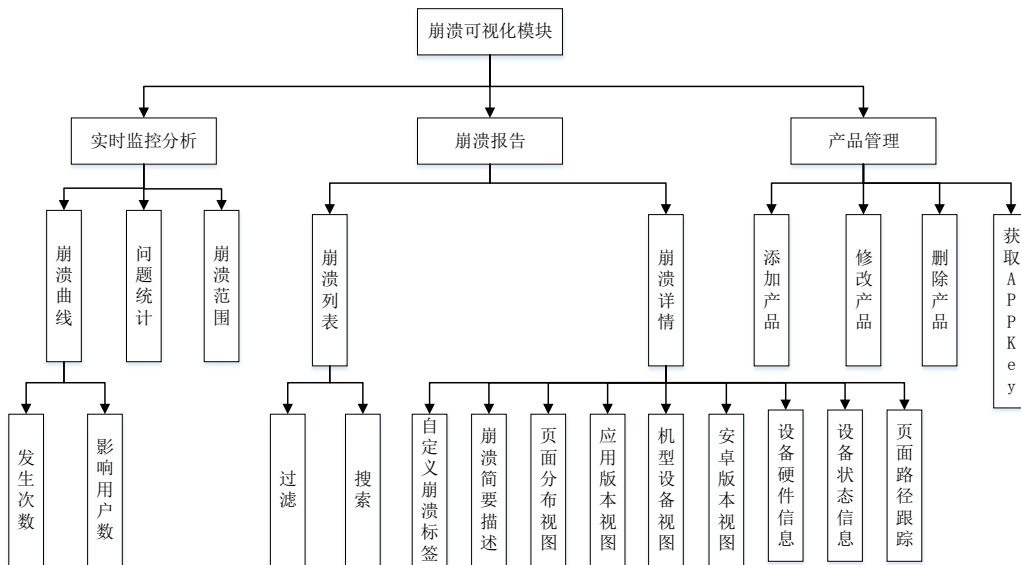 崩溃可视化模块
实时监控分析
崩溃报告
产品管理
崩溃曲线
问题统计
崩溃范围
崩溃列表
崩溃详情
添加产品
修改产品
删除产品
获取APPKey
发生次数
影响用户数
过滤
搜索
自定义崩溃标签
崩溃简要描述
页面分布视图
应用版本视图
机型设备视图
安卓版本视图
设备硬件信息
设备状态信息
页面路径跟踪